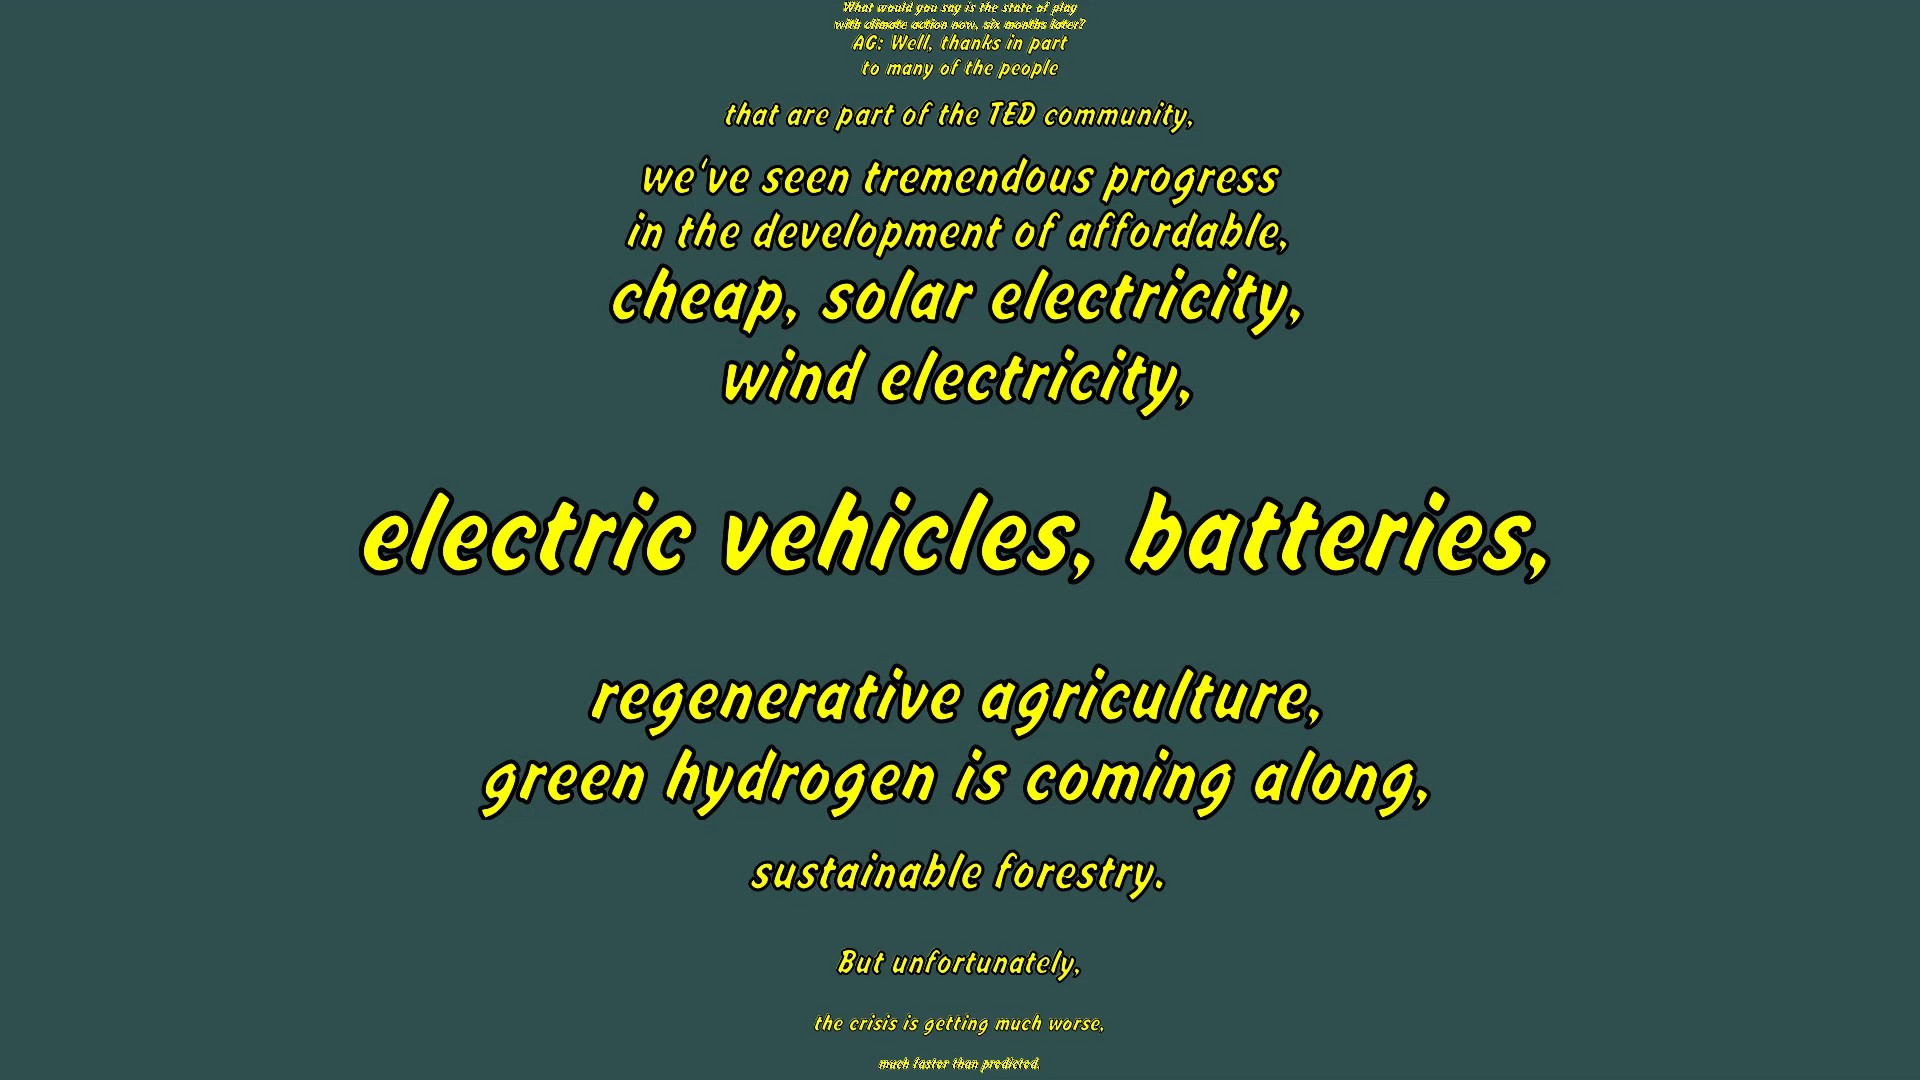 What would you say is the state of play
with climate action now, six months later?
AG: Well, thanks in part
to many of the people
that are part of the TED community,
we've seen tremendous progress
in the development of affordable,
cheap, solar electricity,
wind electricity,
electric vehicles, batteries,
regenerative agriculture,
green hydrogen is coming along,
sustainable forestry.
But unfortunately,
the crisis is getting much worse,
much faster than predicted.